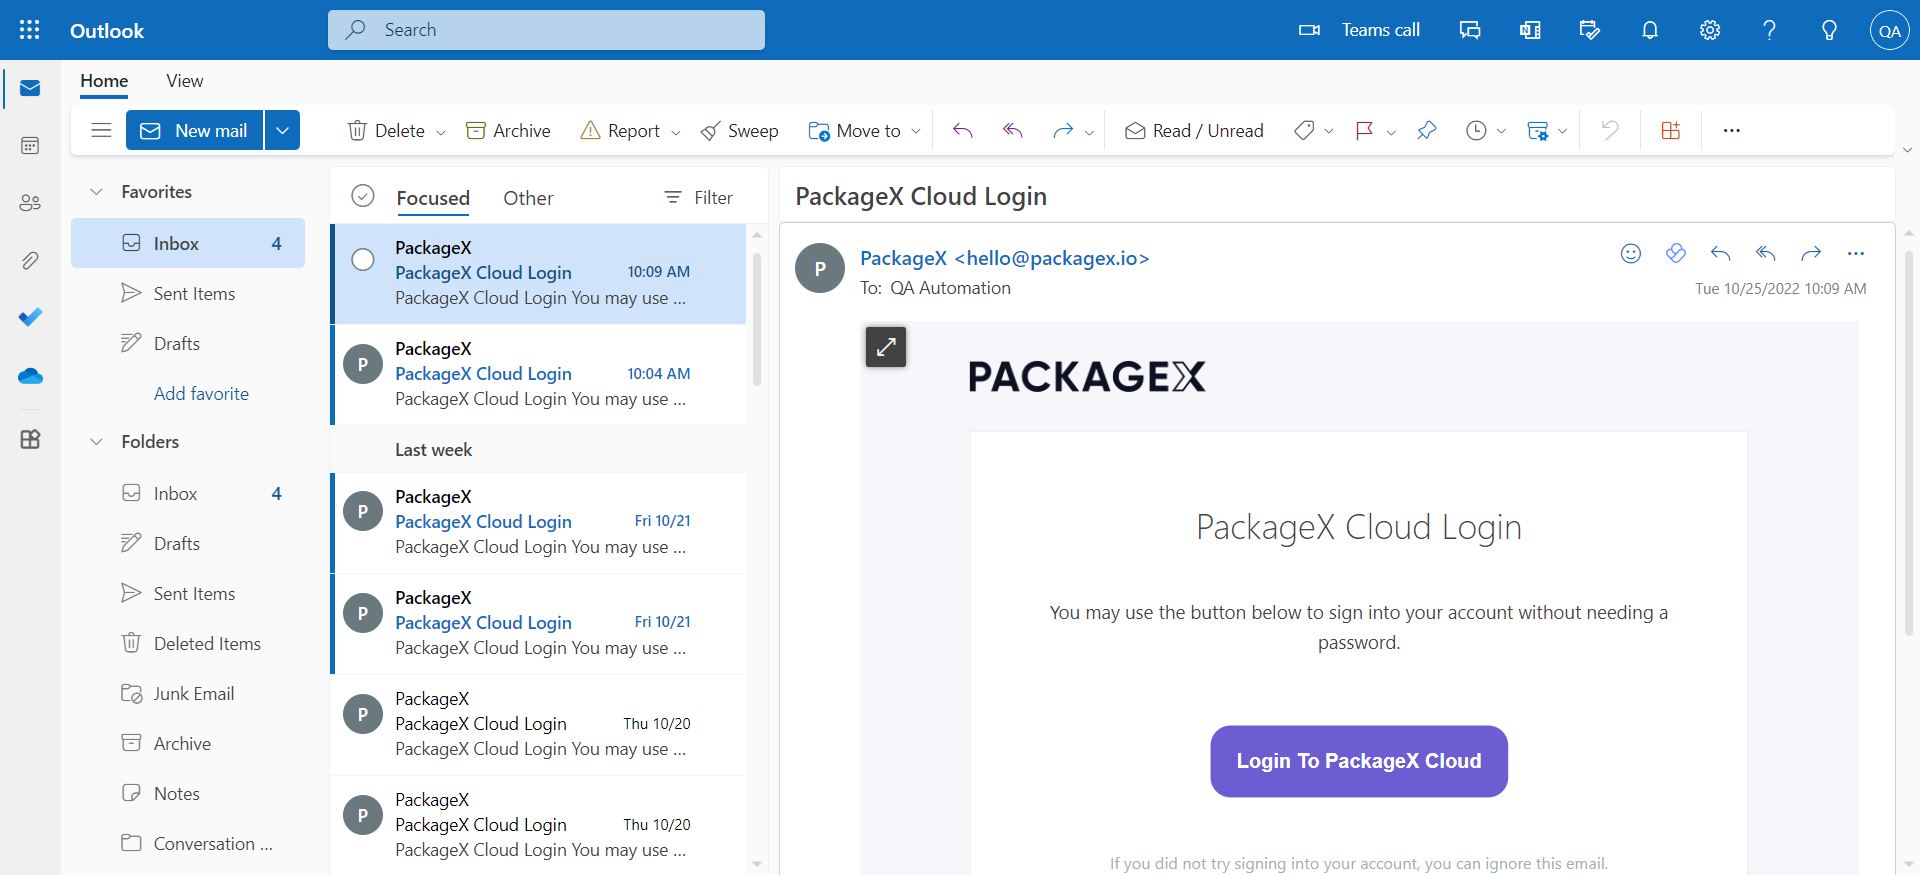 Outlook
Search
Teams call
QA
Home
View
New mail
Delete
Archive
Report
Sweep
Move to
Read / Unread
Favorites
Inbox 4
Sent Items
Drafts
Add favorite
Folders
Inbox 4
Drafts
Sent Items
Deleted Items
Junk Email
Archive
Notes
Conversation ...
Focused
Other
Filter
PackageX
PackageX Cloud Login 10:09 AM
PackageX Cloud Login You may use ...
P
PackageX
PackageX Cloud Login 10:04 AM
PackageX Cloud Login You may use ...
Last week
P
PackageX
PackageX Cloud Login Fri 10/21
PackageX Cloud Login You may use ...
P
PackageX
PackageX Cloud Login Fri 10/21
PackageX Cloud Login You may use ...
P
PackageX
PackageX Cloud Login Thu 10/20
PackageX Cloud Login You may use ...
P
PackageX
PackageX Cloud Login Thu 10/20
PackageX Cloud Login You may use ...
PackageX Cloud Login
P
PackageX <hello@packagex.io>
To: QA Automation
Tue 10/25/2022 10:09 AM
PACKAGEX
PackageX Cloud Login
You may use the button below to sign into your account without needing a
password.
Login To PackageX Cloud
If you did not try signing into your account, you can ignore this email.